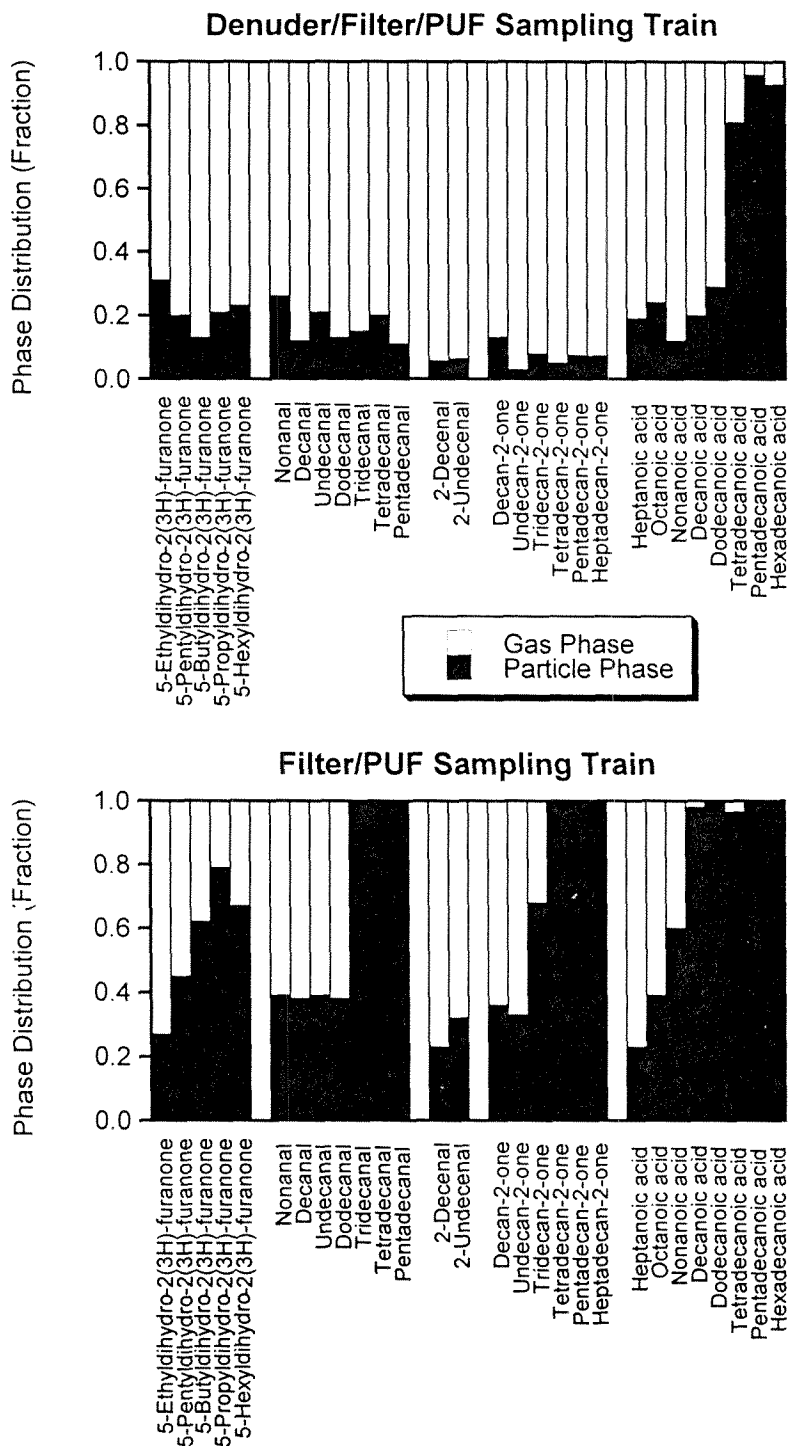 Denuder/Filter/PUF Sampling Train
Phase Distribution (Fraction)
1.0
0.8
0.6
0.4
0.2
0.0
5-Ethyldihydro-2(3H)-furanone
5-Pentyldihydro-2(3H)-furanone
5-Butyldihydro-2(3H)-furanone
5-Propyldihydro-2(3H)-furanone
5-Hexyldihydro-2(3H)-furanone
Nonanal
Decanal
Undecanal
Dodecanal
Tridecanal
Tetradecanal
Pentadecanal
2-Decenal
2-Undecenal
Decan-2-one
Undecan-2-one
Tridecan-2-one
Tetradecan-2-one
Pentadecan-2-one
Heptadecan-2-one
Heptanoic acid
Octanoic acid
Nonanoic acid
Decanoic acid
Dodecanoic acid
Tetradecanoic acid
Pentadecanoic acid
Hexadecanoic acid
Gas Phase
Particle Phase
Filter/PUF Sampling Train
Phase Distribution (Fraction)
1.0
0.8
0.6
0.4
0.2
0.0
5-Ethyldihydro-2(3H)-furanone
5-Pentyldihydro-2(3H)-furanone
5-Butyldihydro-2(3H)-furanone
5-Propyldihydro-2(3H)-furanone
5-Hexyldihydro-2(3H)-furanone
Nonanal
Decanal
Undecanal
Dodecanal
Tridecanal
Tetradecanal
Pentadecanal
2-Decenal
2-Undecenal
Decan-2-one
Undecan-2-one
Tridecan-2-one
Tetradecan-2-one
Pentadecan-2-one
Heptadecan-2-one
Heptanoic acid
Octanoic acid
Nonanoic acid
Decanoic acid
Dodecanoic acid
Tetradecanoic acid
Pentadecanoic acid
Hexadecanoic acid